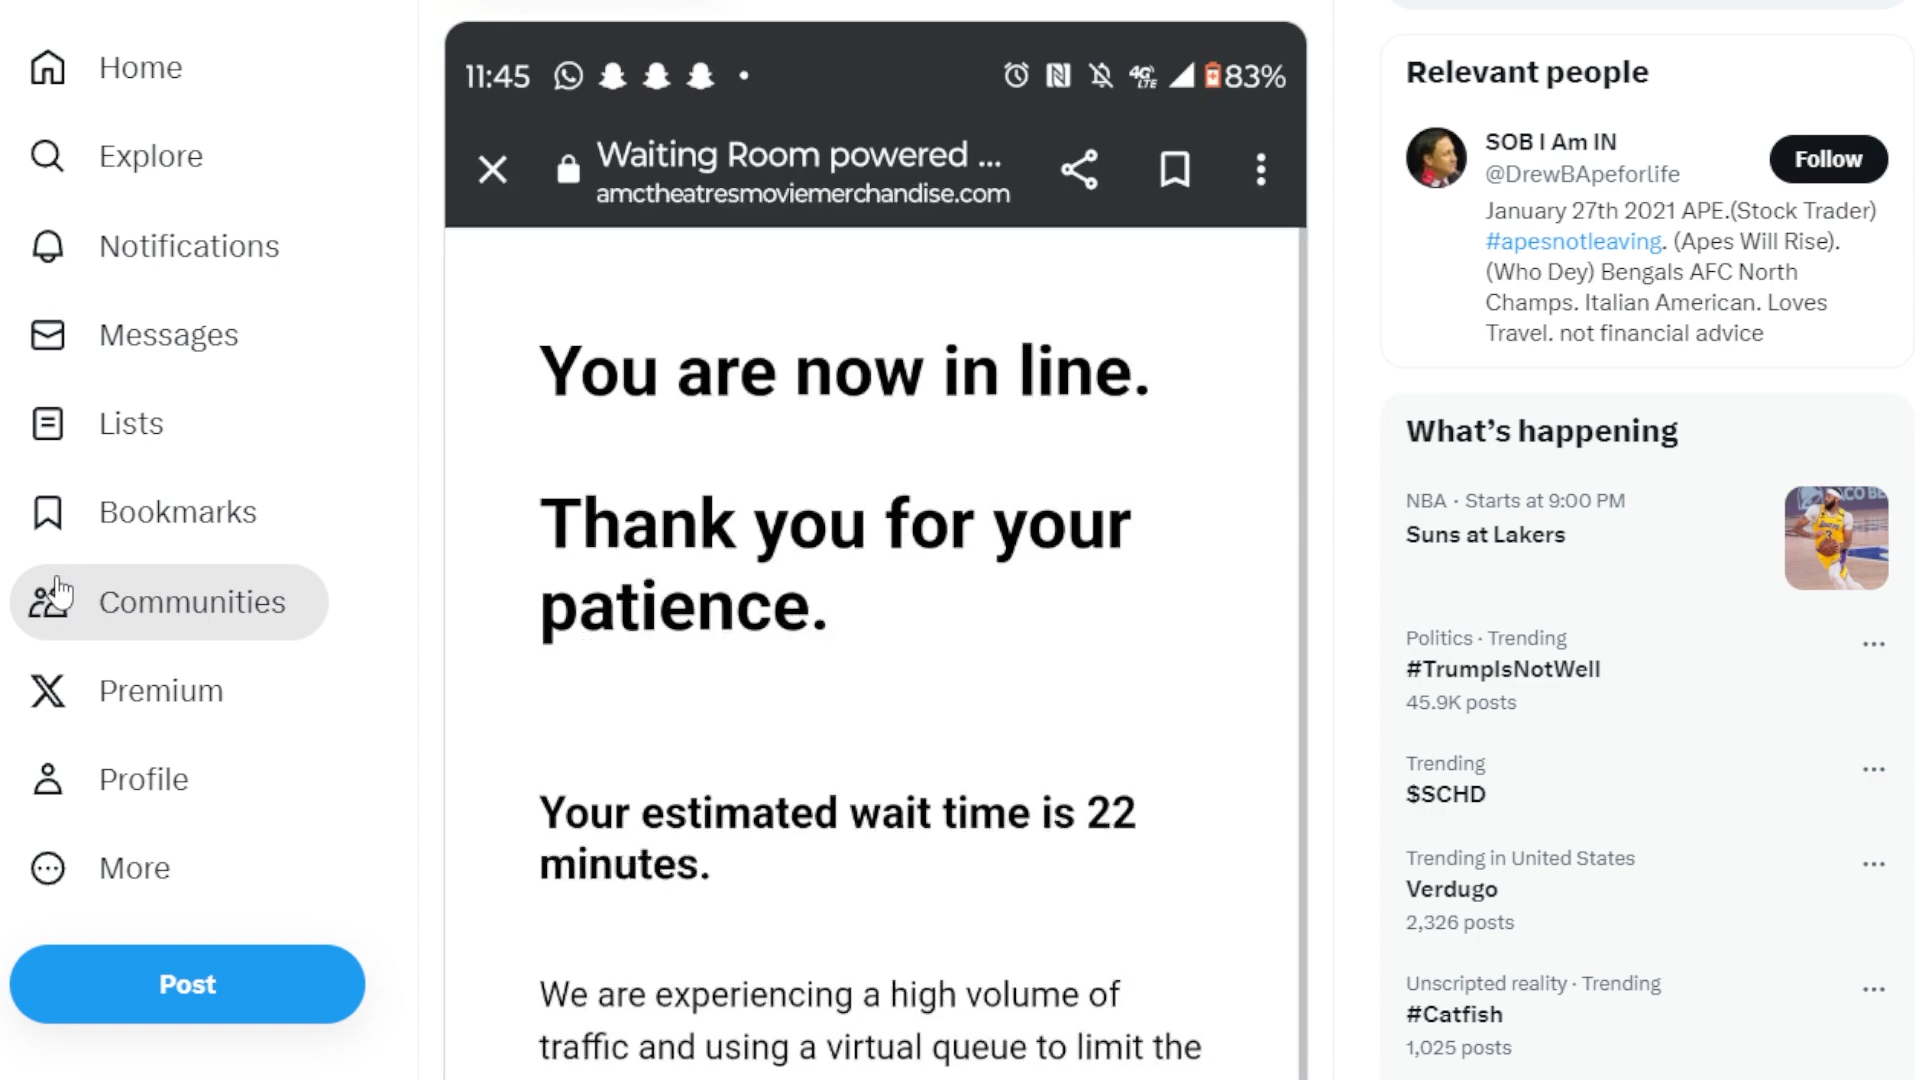 Home
Explore
Notifications
Messages
Lists
Bookmarks
Communities
Premium
Profile
More
Post
11:45
4G LTE
83%
Waiting Room powered ...
amctheatresmoviemerchandise.com
You are now in line.
Thank you for your
patience.
Your estimated wait time is 22
minutes.
We are experiencing a high volume of
traffic and using a virtual queue to limit the
Relevant people
SOB I Am IN
@DrewBApeforlife
Follow
January 27th 2021 APE.(Stock Trader)
#apesnotleaving. (Apes Will Rise).
(Who Dey) Bengals AFC North
Champs. Italian American. Loves
Travel. not financial advice
What’s happening
NBA · Starts at 9:00 PM
Suns at Lakers
Politics · Trending
#TrumpIsNotWell
45.9K posts
Trending
$SCHD
Trending in United States
Verdugo
2,326 posts
Unscripted reality · Trending
#Catfish
1,025 posts